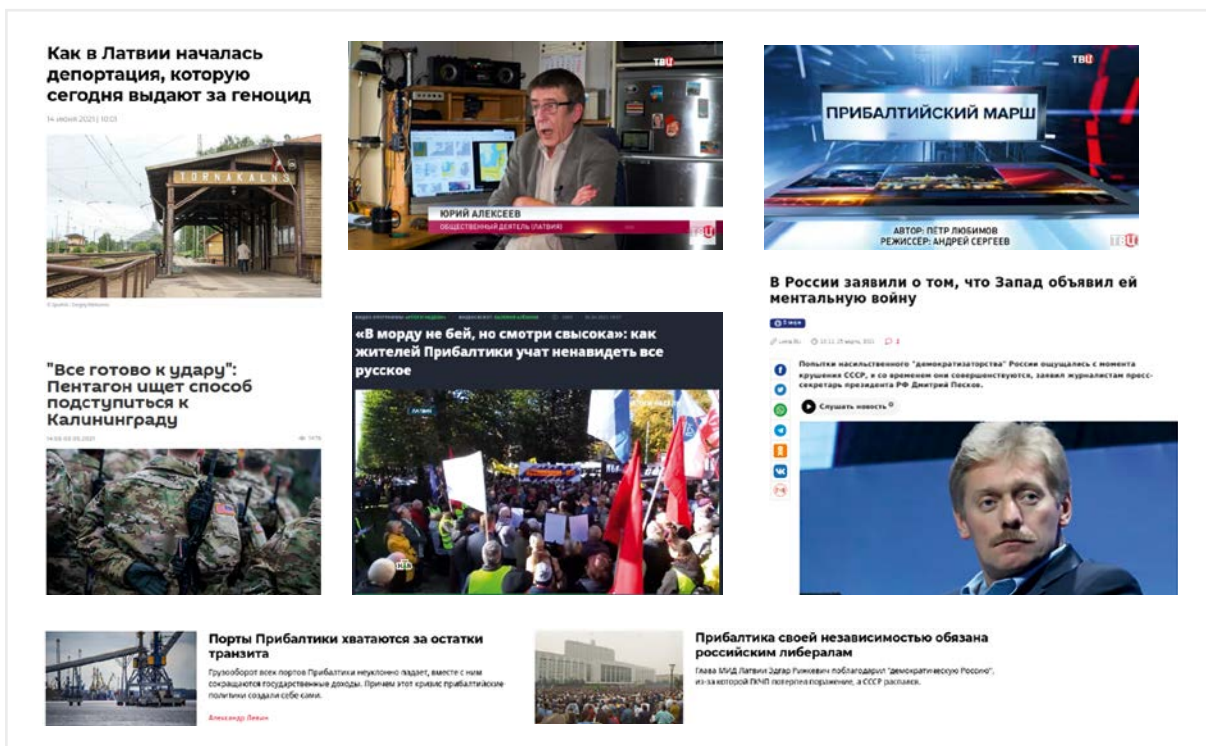 Как в Латвии началась
депортация, которую
сегодня выдают за геноцид
14 июня 2021 | 10:03
TORNAKALNS
ТВЦ
ЮРИЙ АЛЕКСЕЕВ
ОБЩЕСТВЕННЫЙ ДЕЯТЕЛЬ (ЛАТВИЯ)
ТВЦ
ТВЦ
ПРИБАЛТИЙСКИЙ МАРШ
АВТОР: ПЁТР ЛЮБИМОВ
РЕЖИССЁР: АНДРЕЙ СЕРГЕЕВ
ТВЦ
"Все готово к удару":
Пентагон ищет способ
подступиться к
Калининграду
«В морду не бей, но смотри свысока»: как
жителей Прибалтики учат ненавидеть все
русское
ЛАТВИЯ
В России заявили о том, что Запад объявил ей
ментальную войну
Попытки насильственного "демократизаторства" России ощущались с момента
крушения СССР, и со временем они совершенствуются, заявил журналистам пресс-
секретарь президента РФ Дмитрий Песков.
Слушать новость
Порты Прибалтики хватаются за остатки
транзита
Грузооборот всех портов Прибалтики неуклонно падает, вместе с ним
сокращаются государственные доходы. Причем этот кризис прибалтийские
политики создали себе сами.
Александр Левин
Прибалтика своей независимостью обязана
российским либералам
Глава МИД Латвии Эдгар Ринкевич поблагодарил "демократическую Россию",
из-за которой ГКЧП потерпел поражение, а СССР распался.